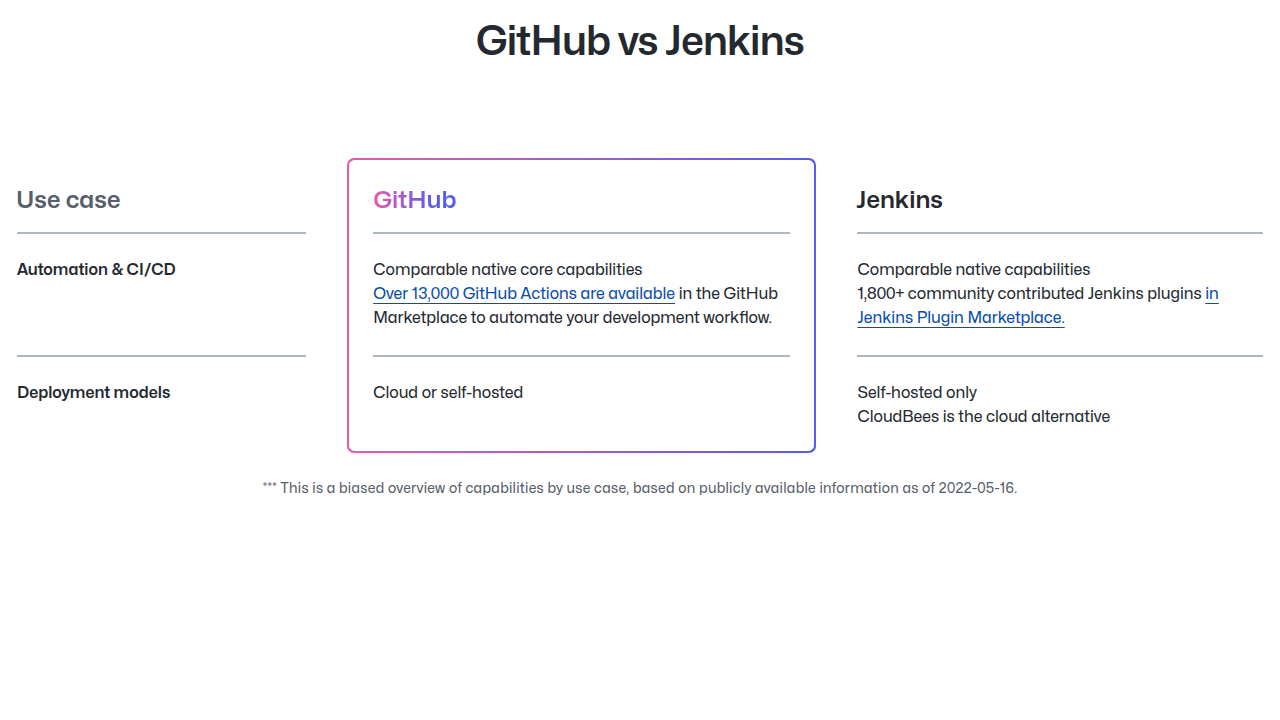 GitHub vs Jenkins
Use case
GitHub
Jenkins
Automation & CI/CD
Comparable native core capabilities
Over 13,000 GitHub Actions are available in the GitHub
Marketplace to automate your development workflow.
Comparable native capabilities
1,800+ community contributed Jenkins plugins in
Jenkins Plugin Marketplace.
Deployment models
Cloud or self-hosted
Self-hosted only
CloudBees is the cloud alternative
*** This is a biased overview of capabilities by use case, based on publicly available information as of 2022-05-16.